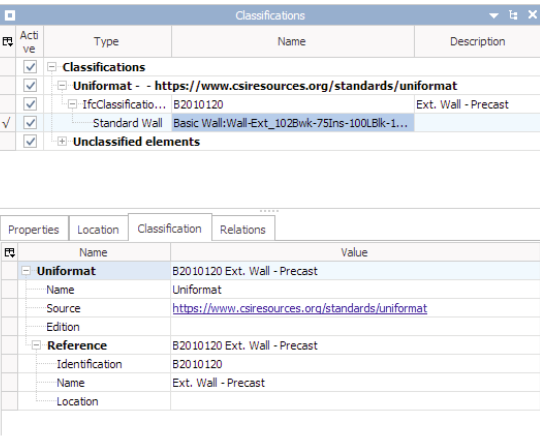 Classifications
Acti
ve
Type
Name
Description
Classifications
Uniformat - - https://www.csiresources.org/standards/uniformat
IfcClassificatio... B2010120 Ext. Wall - Precast
Standard Wall Basic Wall:Wall-Ext_102Bwk-75Ins-100LBlk-1...
Unclassified elements
Properties Location Classification Relations
Name Value
Uniformat B2010120 Ext. Wall - Precast
Name Uniformat
Source https://www.csiresources.org/standards/uniformat
Edition
Reference B2010120 Ext. Wall - Precast
Identification B2010120
Name Ext. Wall - Precast
Location